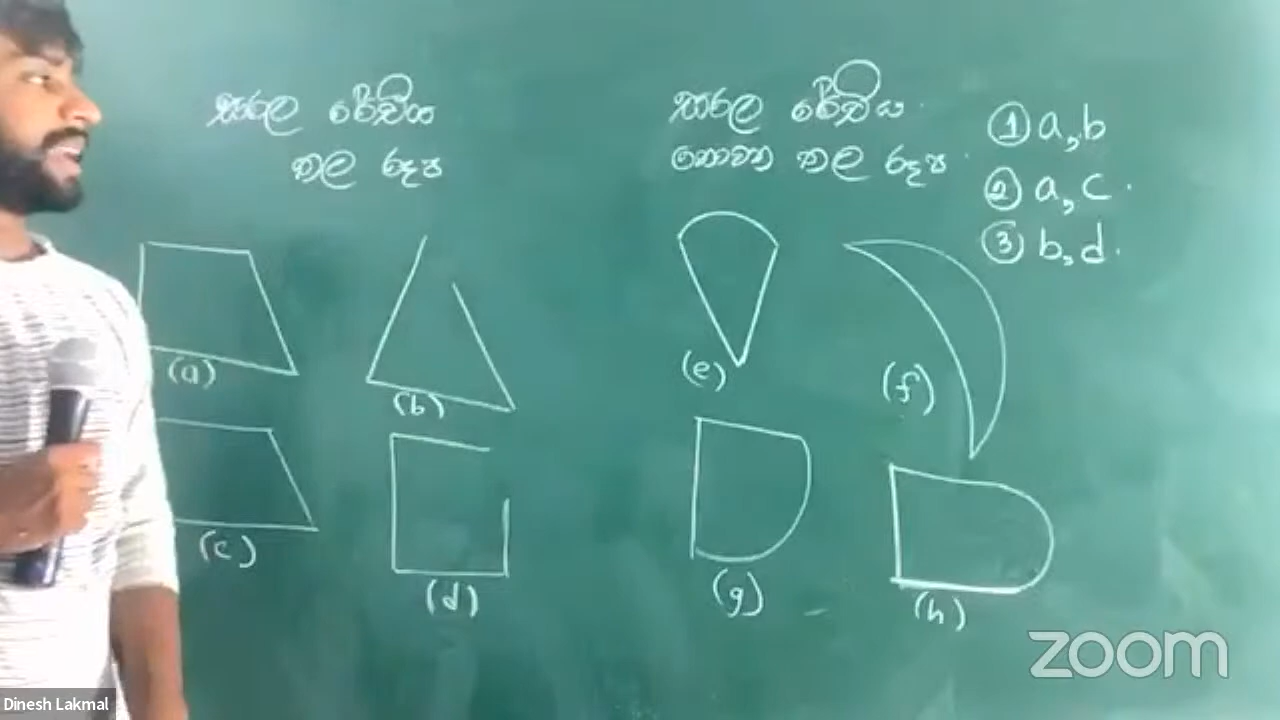 සරල රේඛීය
තල රූප
සරල රේඛීය
නොවන තල රූප.
① a,b
② a,c.
③ b,d.
(a)
(b)
(c)
(d)
(e)
(f)
(g)
(h)
zoom
Dinesh Lakmal